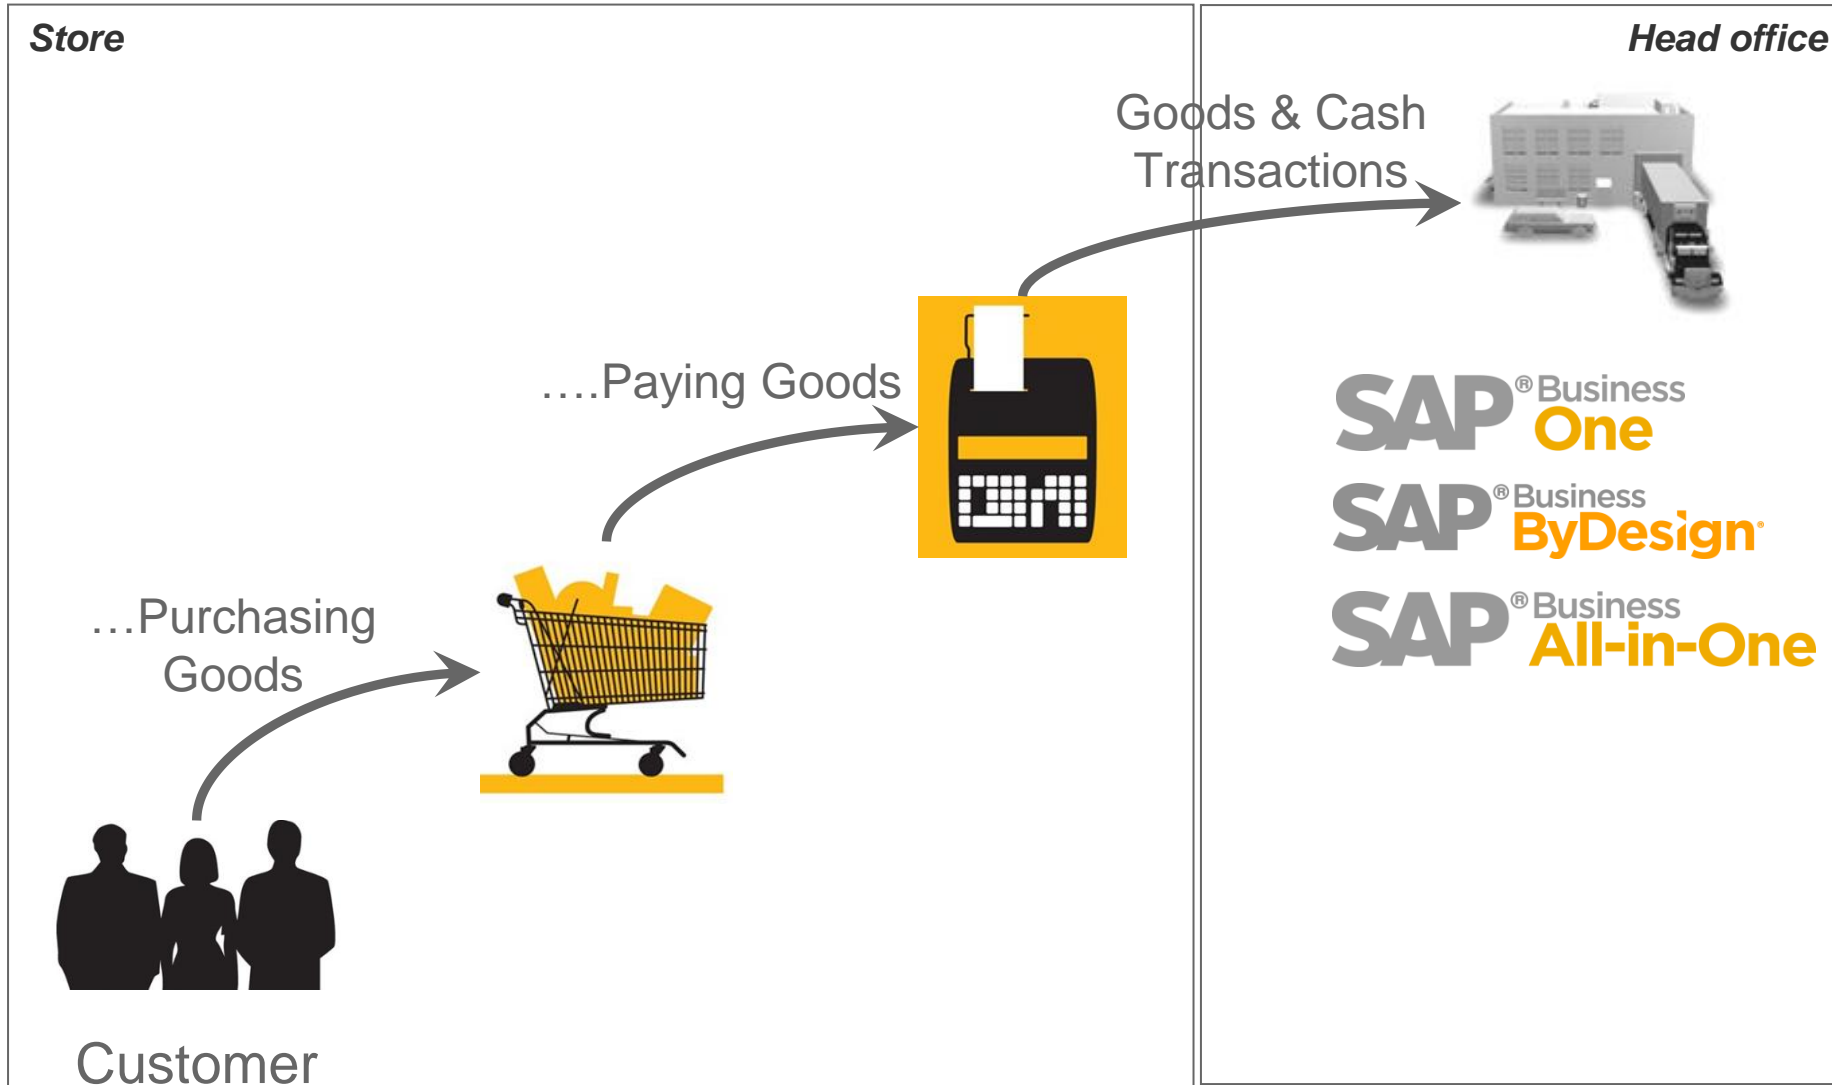 Store
Head office
Goods & Cash
Transactions
....Paying Goods
SAP® Business
One
SAP® Business
ByDesign®
...Purchasing
Goods
SAP® Business
All-in-One
Customer